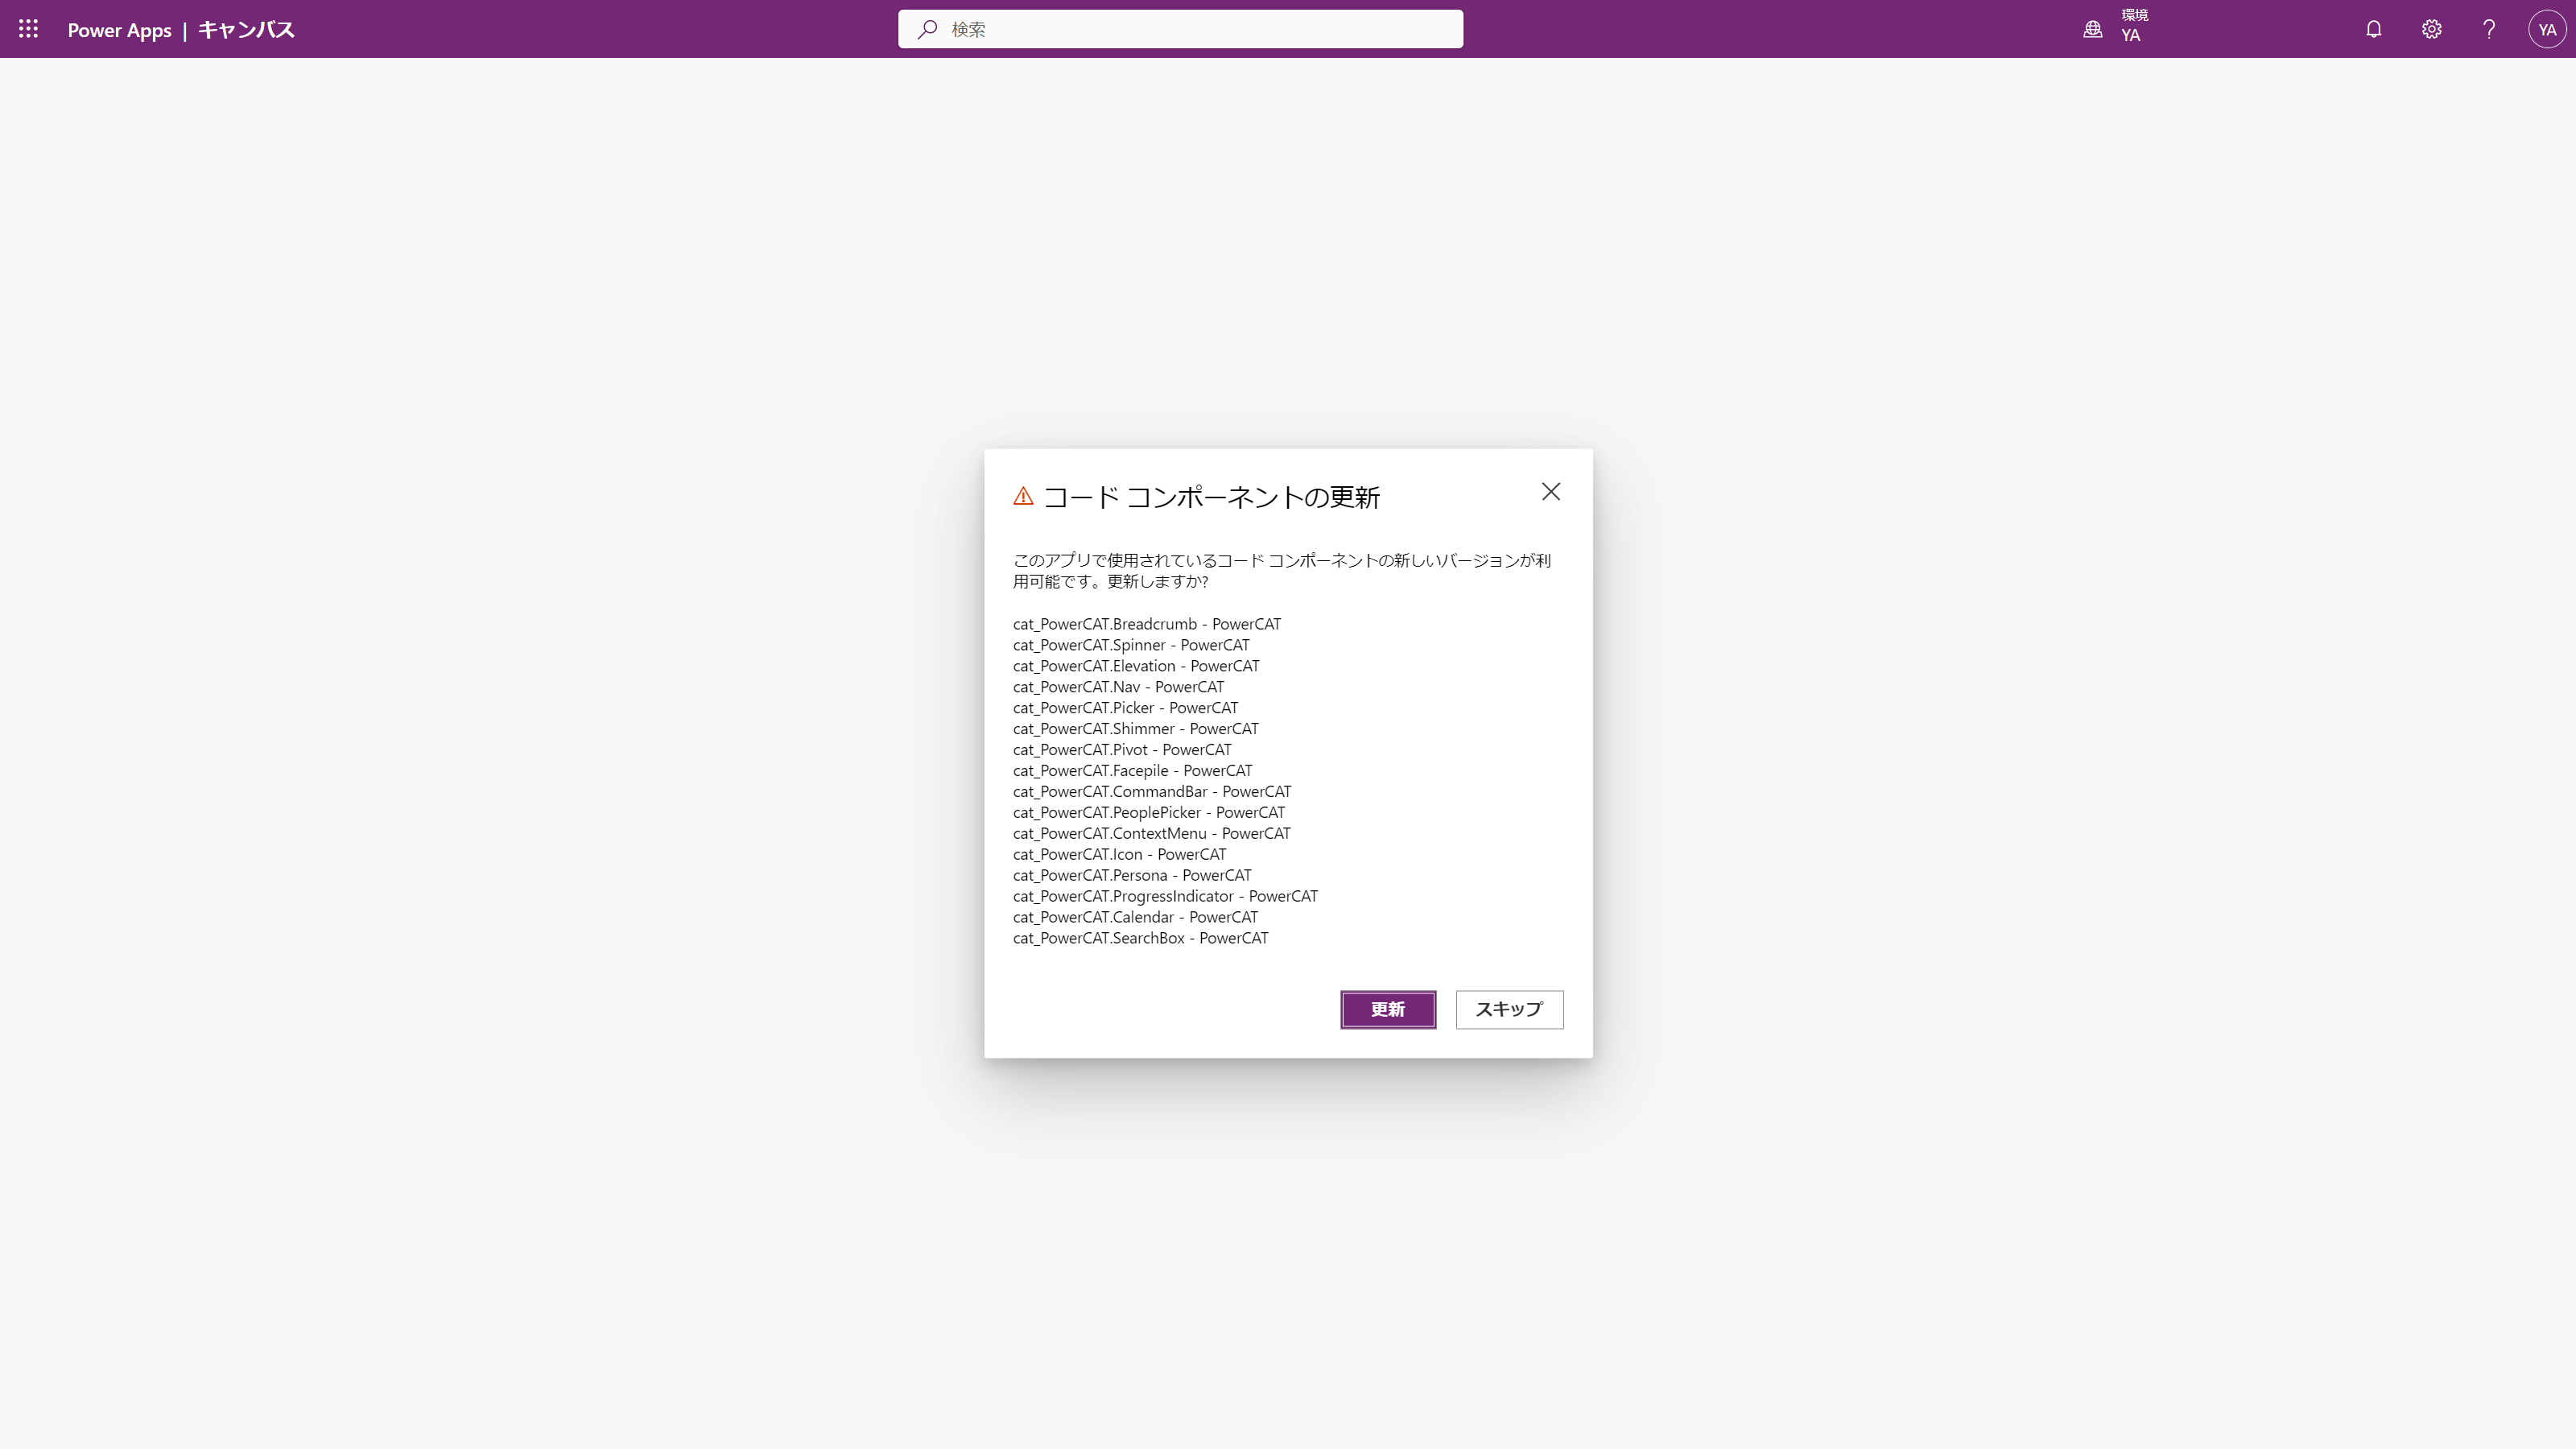 Power Apps | キャンバス
検索
環境
YA
YA
コード コンポーネントの更新
このアプリで使用されているコード コンポーネントの新しいバージョンが利
用可能です。更新しますか?
cat_PowerCAT.Breadcrumb - PowerCAT
cat_PowerCAT.Spinner - PowerCAT
cat_PowerCAT.Elevation - PowerCAT
cat_PowerCAT.Nav - PowerCAT
cat_PowerCAT.Picker - PowerCAT
cat_PowerCAT.Shimmer - PowerCAT
cat_PowerCAT.Pivot - PowerCAT
cat_PowerCAT.Facepile - PowerCAT
cat_PowerCAT.CommandBar - PowerCAT
cat_PowerCAT.PeoplePicker - PowerCAT
cat_PowerCAT.ContextMenu - PowerCAT
cat_PowerCAT.Icon - PowerCAT
cat_PowerCAT.Persona - PowerCAT
cat_PowerCAT.ProgressIndicator - PowerCAT
cat_PowerCAT.Calendar - PowerCAT
cat_PowerCAT.SearchBox - PowerCAT
更新
スキップ